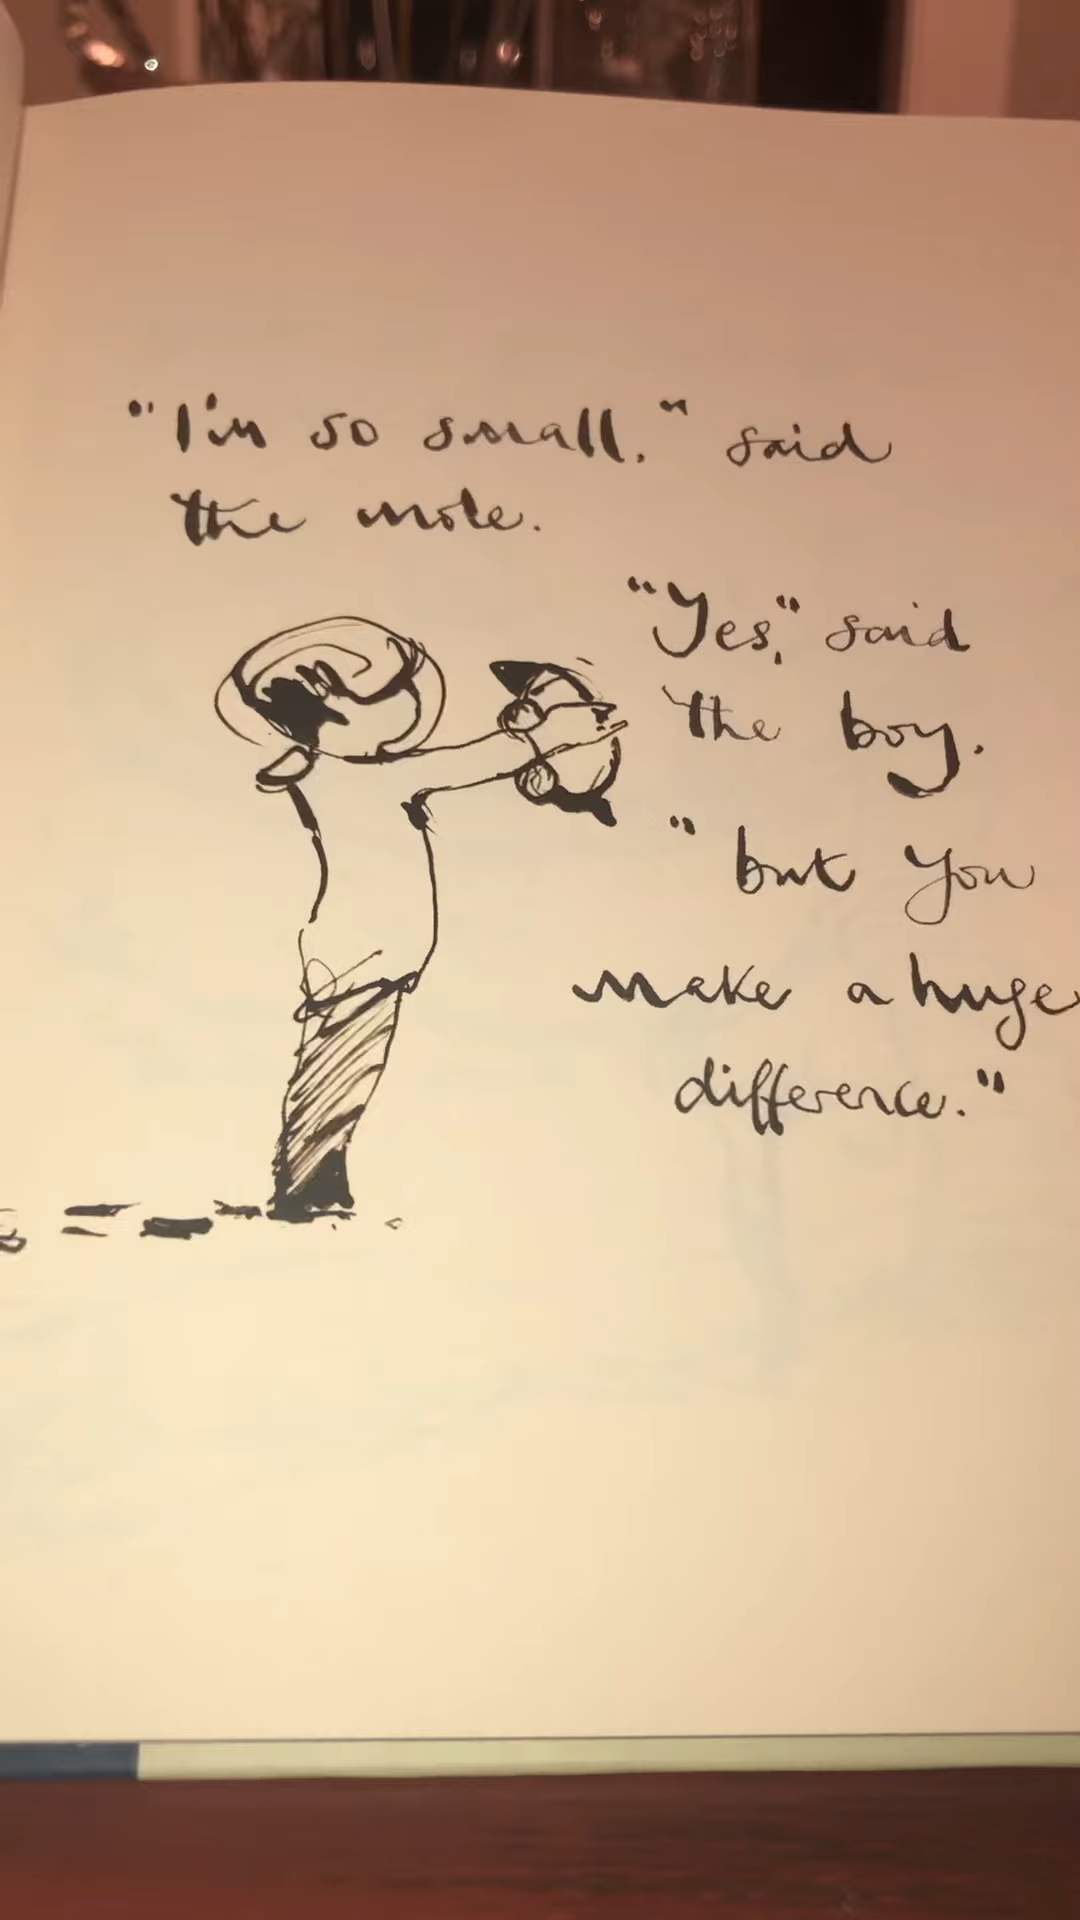 "I'm so small." said
the mole.
"Yes," said
the boy.
"but you
make a huge
difference."